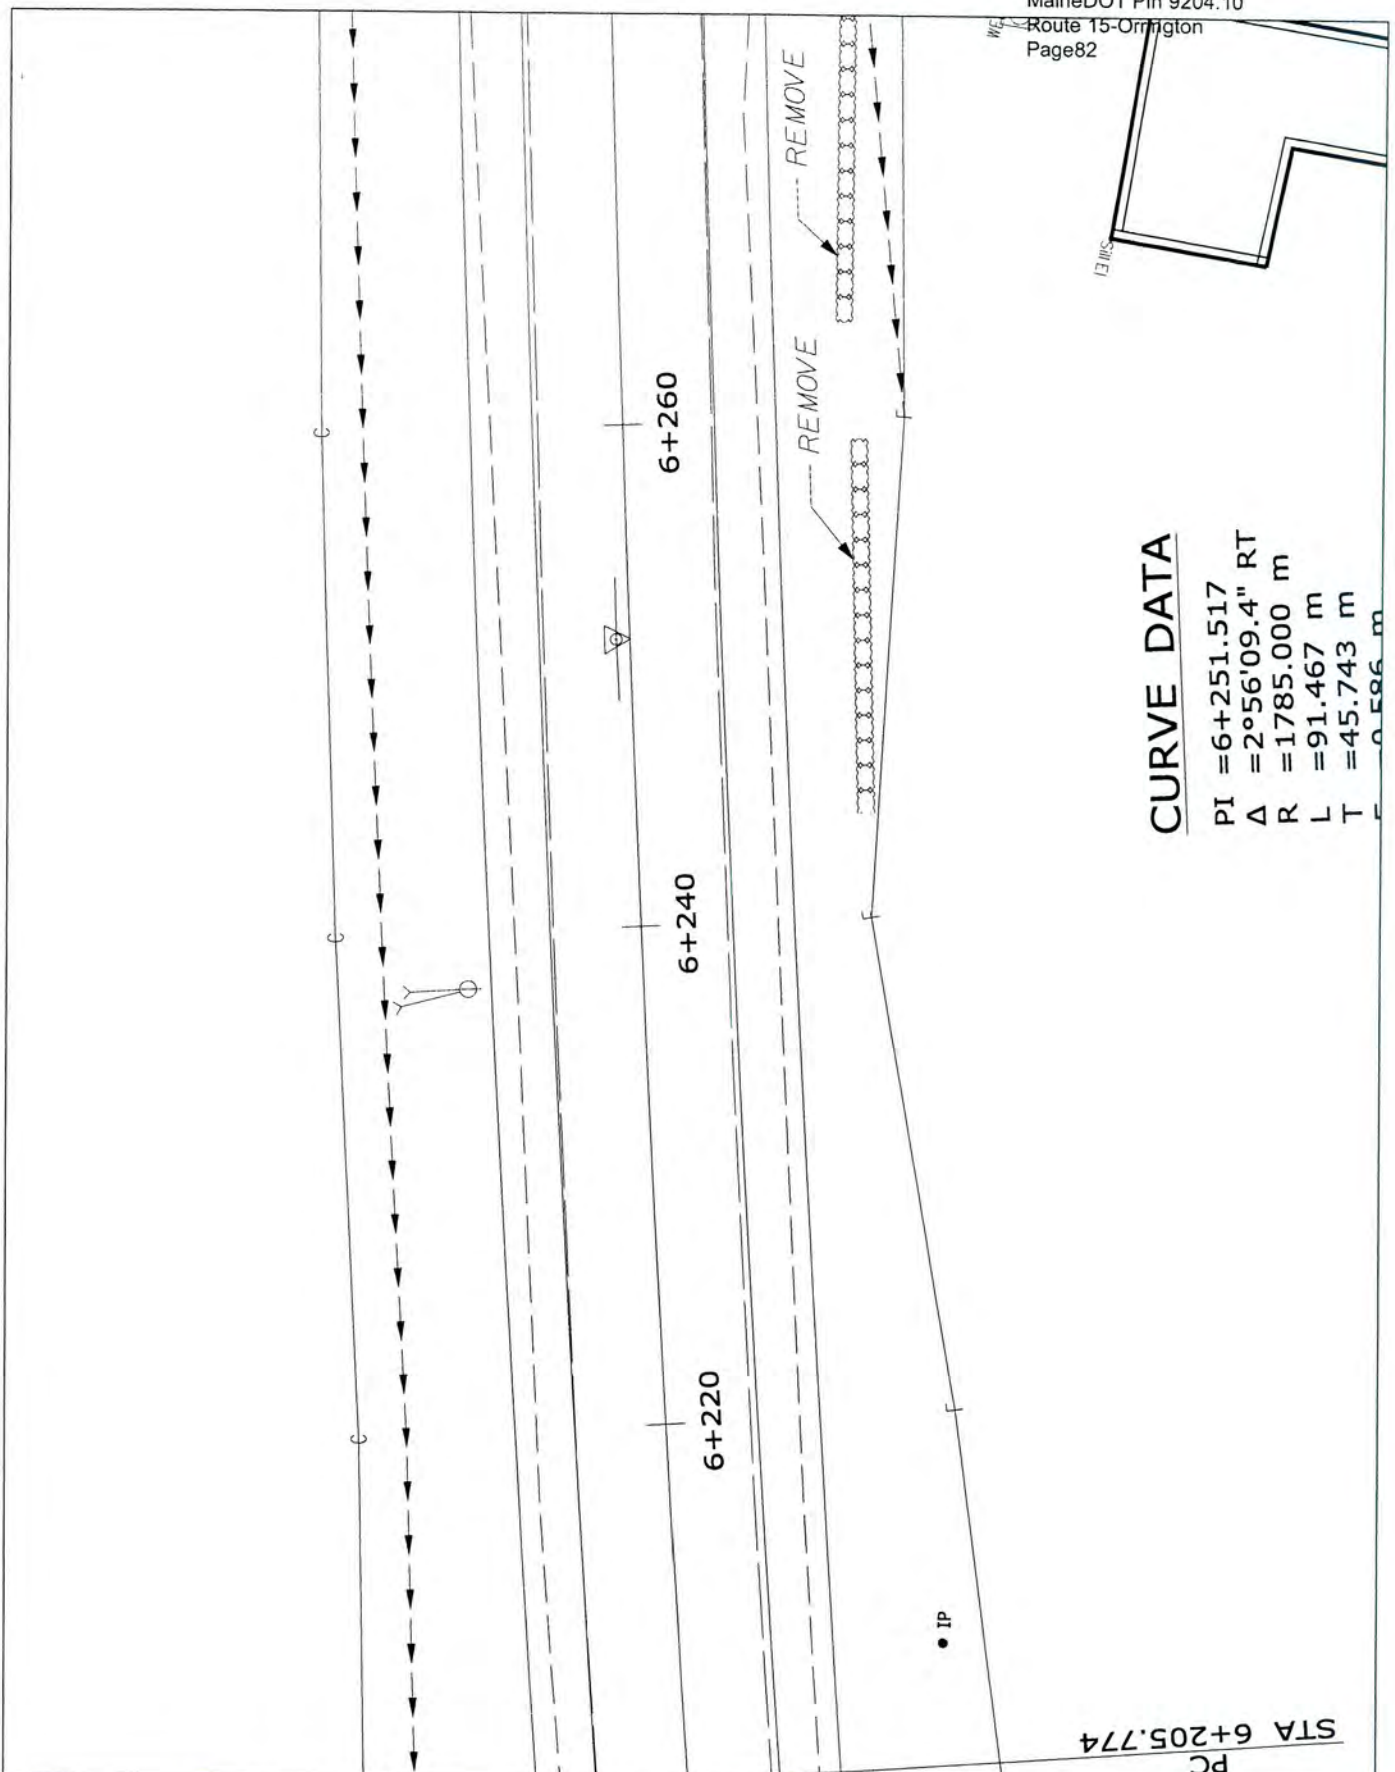 MaineDOT Pin 9204.10
Route 15-Orrington
Page82
REMOVE
REMOVE
Sill El
6+260
6+240
6+220
CURVE DATA
PI =6+251.517
Δ =2°56'09.4" RT
R =1785.000 m
L =91.467 m
T =45.743 m
C
C
C
F
F
F
IP
PC
STA 6+205.774